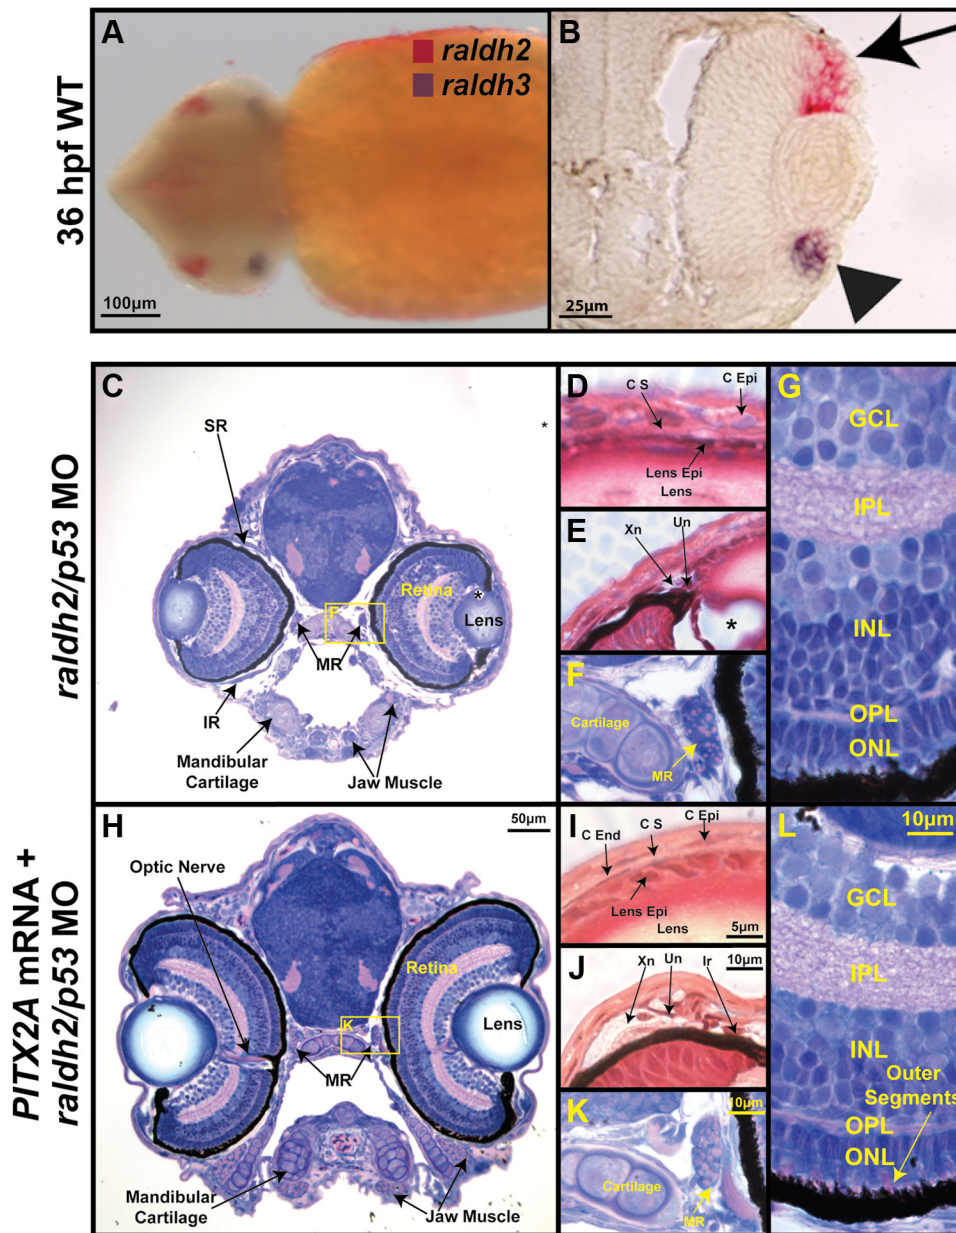 36 hpf WT
A
raldh2
raldh3
100µm
B
25µm
raldh2/p53 MO
C
SR
*
Retina
*
Lens
F
MR
IR
Mandibular
Cartilage
Jaw Muscle
D
C S
C Epi
Lens Epi
Lens
E
Xn
Un
*
F
Cartilage
MR
G
GCL
IPL
INL
OPL
ONL
PITX2A mRNA +
raldh2/p53 MO
H
50µm
Optic Nerve
Retina
Lens
K
MR
Mandibular
Cartilage
Jaw Muscle
I
C End
C S
C Epi
Lens Epi
Lens
5µm
J
Xn
Un
Ir
10µm
K
10µm
Cartilage
MR
L
10µm
GCL
IPL
INL
Outer
Segments
OPL
ONL